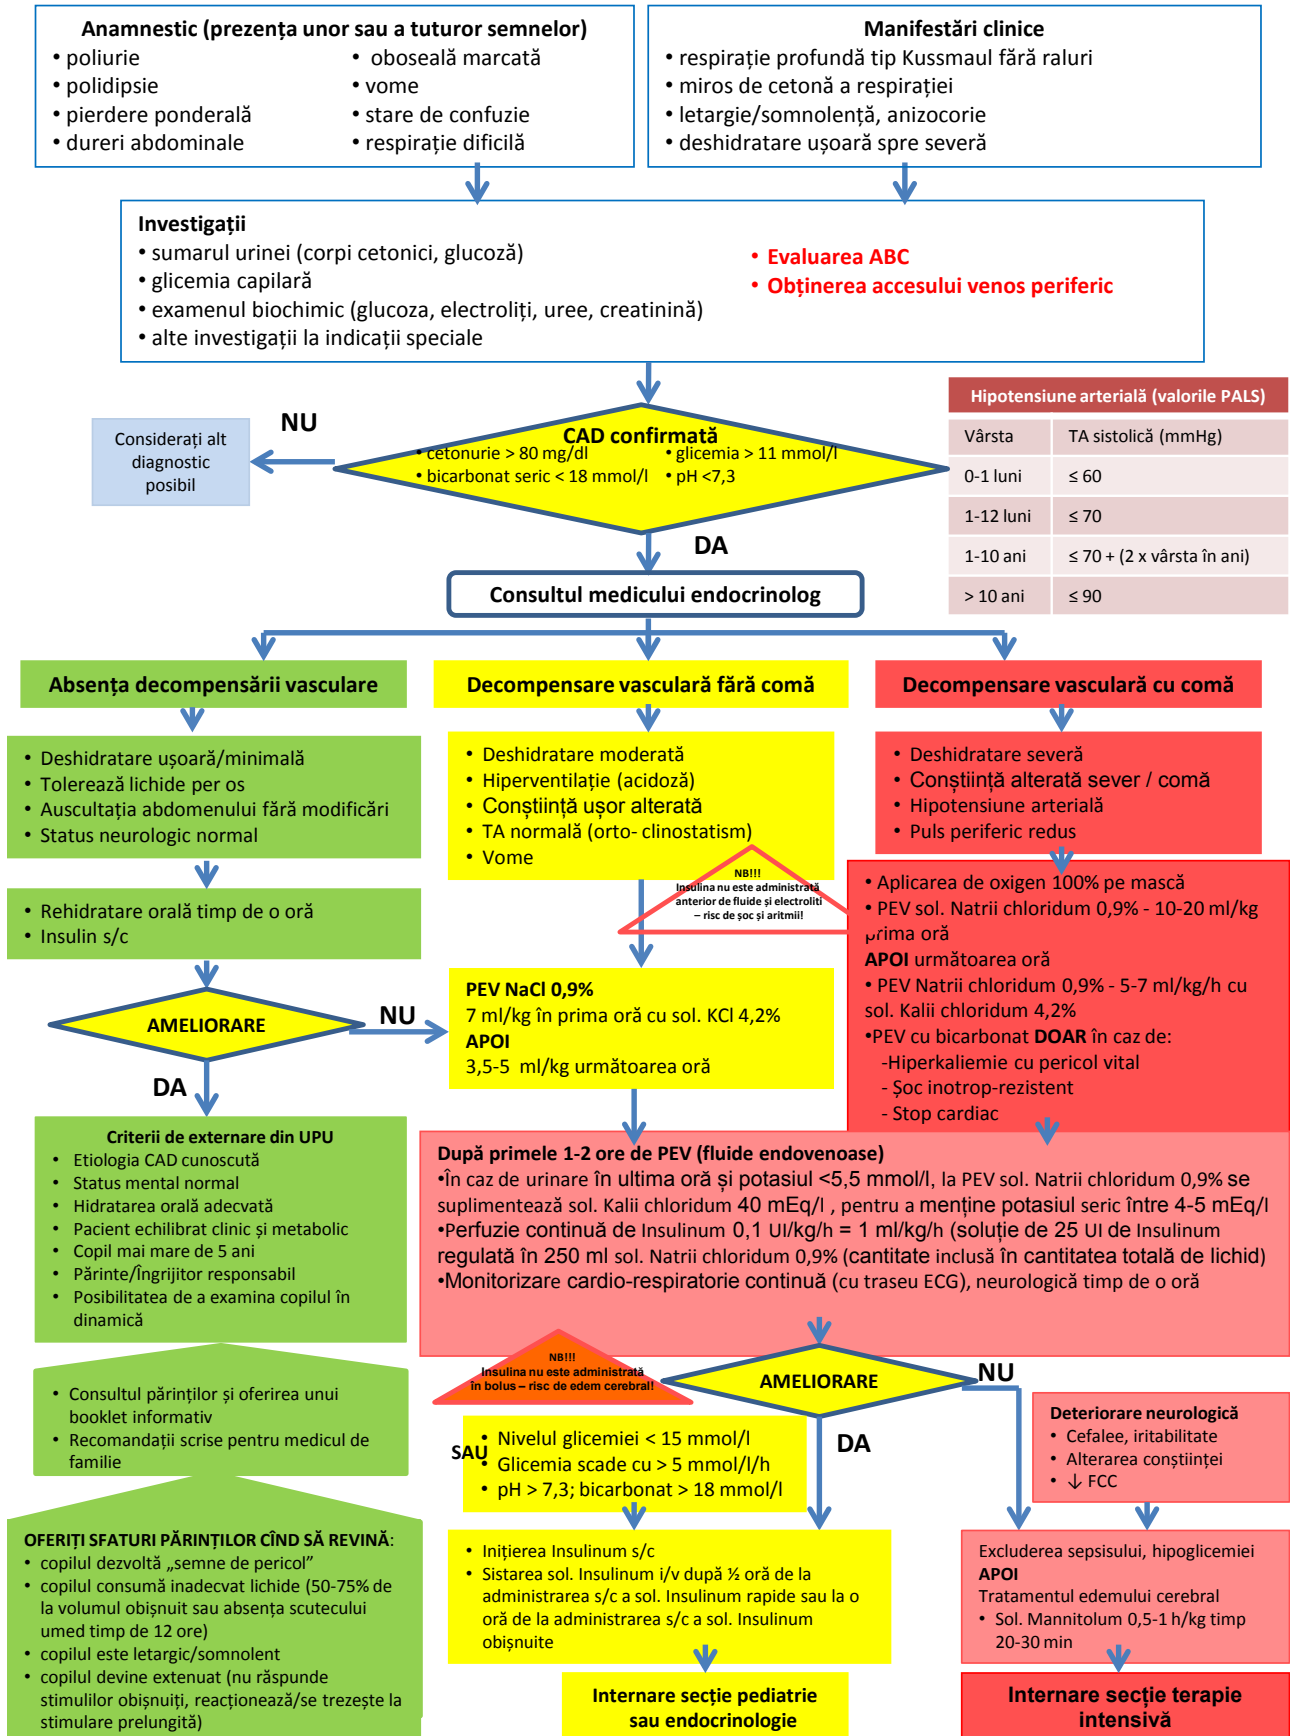 Anamnestic (prezența unor sau a tuturor semnelor)
• poliurie
• polidipsie
• pierdere ponderală
• dureri abdominale
• oboseală marcată
• vome
• stare de confuzie
• respirație dificilă
Manifestări clinice
• respirație profundă tip Kussmaul fără raluri
• miros de cetonă a respirației
• letargie/somnolență, anizocorie
• deshidratare ușoară spre severă
Investigații
• sumarul urinei (corpi cetonici, glucoză)
• glicemia capilară
• examenul biochimic (glucoza, electroliți, uree, creatinină)
• alte investigații la indicații speciale
• Evaluarea ABC
• Obținerea accesului venos periferic
NU
Considerați alt
diagnostic
posibil
CAD confirmată
• cetonurie > 80 mg/dl
• bicarbonat seric < 18 mmol/l
• glicemia > 11 mmol/l
• pH <7,3
DA
Hipotensiune arterială (valorile PALS)
Vârsta TA sistolică (mmHg)
0-1 luni ≤ 60
1-12 luni ≤ 70
1-10 ani ≤ 70 + (2 x vârsta în ani)
> 10 ani ≤ 90
Consultul medicului endocrinolog
Absența decompensării vasculare
• Deshidratare ușoară/minimală
• Tolerează lichide per os
• Auscultația abdomenului fără modificări
• Status neurologic normal
• Rehidratare orală timp de o oră
• Insulin s/c
AMELIORARE
NU
DA
Decompensare vasculară fără comă
• Deshidratare moderată
• Hiperventilație (acidoză)
• Conștiință ușor alterată
• TA normală (orto- clinostatism)
• Vome
NB!!!
Insulina nu este administrată
anterior de fluide și electroliti
– risc de șoc și aritmii!
PEV NaCl 0,9%
7 ml/kg în prima oră cu sol. KCl 4,2%
APOI
3,5-5 ml/kg următoarea oră
Decompensare vasculară cu comă
• Deshidratare severă
• Conștiință alterată sever / comă
• Hipotensiune arterială
• Puls periferic redus
• Aplicarea de oxigen 100% pe mască
• PEV sol. Natrii chloridum 0,9% - 10-20 ml/kg
prima oră
APOI următoarea oră
• PEV Natrii chloridum 0,9% - 5-7 ml/kg/h cu
sol. Kalii chloridum 4,2%
•PEV cu bicarbonat DOAR în caz de:
-Hiperkaliemie cu pericol vital
- Șoc inotrop-rezistent
- Stop cardiac
Criterii de externare din UPU
• Etiologia CAD cunoscută
• Status mental normal
• Hidratarea orală adecvată
• Pacient echilibrat clinic și metabolic
• Copil mai mare de 5 ani
• Părinte/Îngrijitor responsabil
• Posibilitatea de a examina copilul în
dinamică
• Consultul părinților și oferirea unui
booklet informativ
• Recomandații scrise pentru medicul de
familie
OFERIȚI SFATURI PĂRINȚILOR CÎND SĂ REVINĂ:
• copilul dezvoltă „semne de pericol”
• copilul consumă inadecvat lichide (50-75% de
la volumul obișnuit sau absența scutecului
umed timp de 12 ore)
• copilul este letargic/somnolent
• copilul devine extenuat (nu răspunde
stimulilor obișnuiți, reacționează/se trezește la
stimulare prelungită)
După primele 1-2 ore de PEV (fluide endovenoase)
•În caz de urinare în ultima oră și potasiul <5,5 mmol/l, la PEV sol. Natrii chloridum 0,9% se
suplimentează sol. Kalii chloridum 40 mEq/l , pentru a menține potasiul seric între 4-5 mEq/l
•Perfuzie continuă de Insulinum 0,1 UI/kg/h = 1 ml/kg/h (soluție de 25 UI de Insulinum
regulată în 250 ml sol. Natrii chloridum 0,9% (cantitate inclusă în cantitatea totală de lichid)
•Monitorizare cardio-respiratorie continuă (cu traseu ECG), neurologică timp de o oră
NB!!!
Insulina nu este administrată
în bolus – risc de edem cerebral!
AMELIORARE
NU
DA
SAU
• Nivelul glicemiei < 15 mmol/l
• Glicemia scade cu > 5 mmol/l/h
• pH > 7,3; bicarbonat > 18 mmol/l
Deteriorare neurologică
• Cefalee, iritabilitate
• Alterarea conștienței
• ↓ FCC
• Inițierea Insulinum s/c
• Sistarea sol. Insulinum i/v după ½ oră de la
administrarea s/c a sol. Insulinum rapide sau la o
oră de la administrarea s/c a sol. Insulinum
obișnuite
Excluderea sepsisului, hipoglicemiei
APOI
Tratamentul edemului cerebral
• Sol. Mannitolum 0,5-1 h/kg timp
20-30 min
Internare secție pediatrie
sau endocrinologie
Internare secție terapie
intensivă